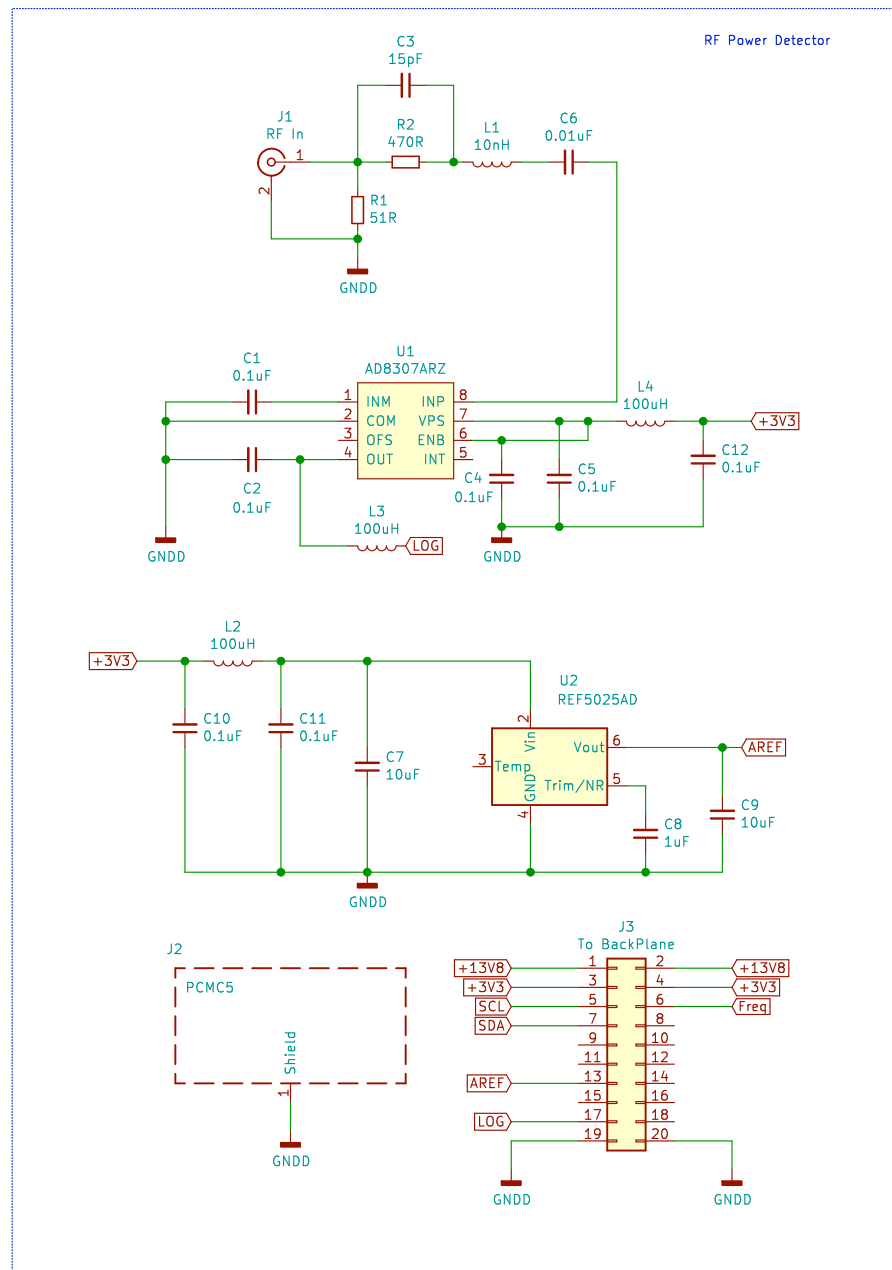 RF Power Detector
C3
15pF
J1
RF In
1
2
R2
470R
L1
10nH
C6
0.01uF
R1
51R
GNDD
U1
AD8307ARZ
C1
0.1uF
1 INM INP 8
2 COM VPS 7
3 OFS ENB 6
4 OUT INT 5
C2
0.1uF
L3
100uH
LOG
GNDD
L4
100uH
+3V3
C4
0.1uF
C5
0.1uF
C12
0.1uF
GNDD
+3V3
L2
100uH
C10
0.1uF
C11
0.1uF
C7
10uF
GNDD
U2
REF5025AD
2
Vin
Vout 6
3 Temp
Trim/NR 5
GND
4
AREF
C8
1uF
C9
10uF
J2
PCMC5
Shield
1
GNDD
J3
To BackPlane
+13V8 1 2 +13V8
+3V3 3 4 +3V3
SCL 5 6 Freq
SDA 7 8
9 10
11 12
AREF 13 14
15 16
LOG 17 18
19 20
GNDD GNDD